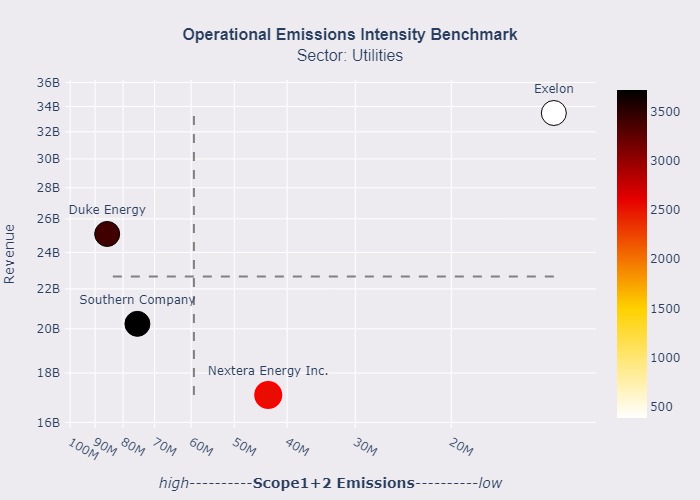 Operational Emissions Intensity Benchmark
Sector: Utilities
36B
34B
32B
30B
28B
26B
24B
22B
20B
18B
16B
Revenue
Exelon
Duke Energy
Southern Company
Nextera Energy Inc.
3500
3000
2500
2000
1500
1000
500
100M 90M 80M 70M 60M 50M 40M 30M 20M
high----------Scope1+2 Emissions----------low